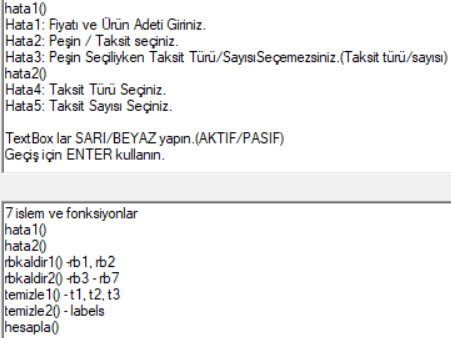 hata1()
Hata1: Fiyatı ve Ürün Adeti Giriniz.
Hata2: Peşin / Taksit seçiniz.
Hata3: Peşin Seçiliyken Taksit Türü/SayısıSeçemezsiniz.(Taksit türü/sayısı)
hata2()
Hata4: Taksit Türü Seçiniz.
Hata5: Taksit Sayısı Seçiniz.
TextBox lar SARI/BEYAZ yapın.(AKTIF/PASIF)
Geçiş için ENTER kullanın.
7 islem ve fonksiyonlar
hata1()
hata2()
rbkaldir1() -rb1, rb2
rbkaldir2() -rb3 - rb7
temizle1() - t1, t2, t3
temizle2() - labels
hesapla()